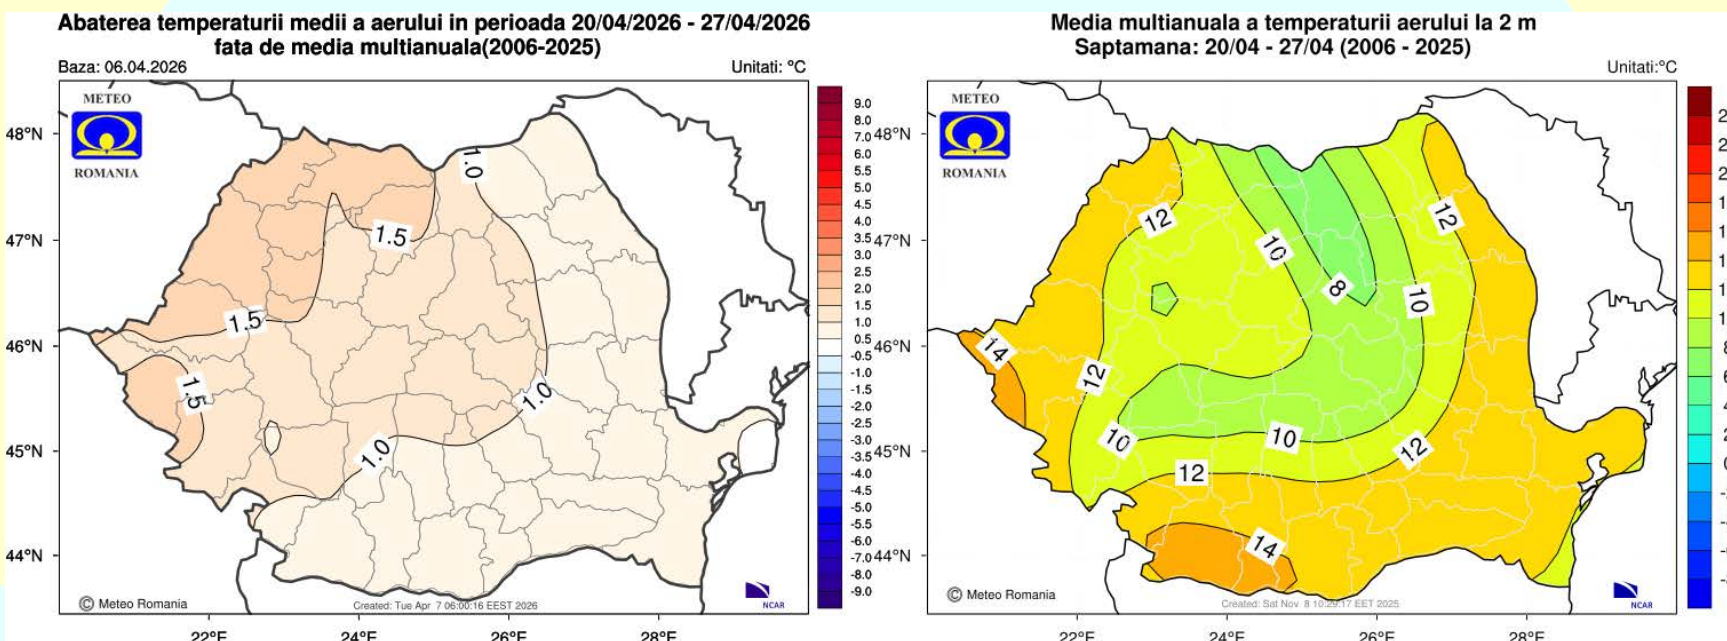 Abaterea temperaturii medii a aerului in perioada 20/04/2026 - 27/04/2026
fata de media multianuala(2006-2025)
Baza: 06.04.2026
Unitati: °C
METEO
ROMANIA
48°N
47°N
46°N
45°N
44°N
1.0
1.5
1.5
1.5
1.0
1.0
9.0
8.0
7.0
6.0
5.5
5.0
4.5
4.0
3.5
3.0
2.5
2.0
1.5
1.0
0.5
-0.5
-1.0
-1.5
-2.0
-2.5
-3.0
-3.5
-4.0
-4.5
-5.0
-5.5
-6.0
-7.0
-8.0
-9.0
© Meteo Romania
Created: Tue Apr 7 06:00:16 EEST 2026
NCAR
22°E
24°E
26°E
28°E
Media multianuala a temperaturii aerului la 2 m
Saptamana: 20/04 - 27/04 (2006 - 2025)
Unitati:°C
METEO
ROMANIA
48°N
47°N
46°N
45°N
44°N
12
12
10
8
10
14
12
10
10
12
12
14
© Meteo Romania
Created: Sat Nov 8 10:29:17 EET 2025
NCAR
22°E
24°E
26°E
28°E